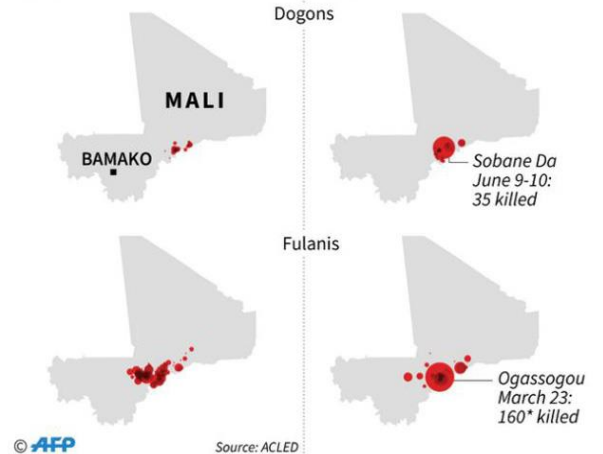 Dogons
MALI
BAMAKO
Sobane Da
June 9-10:
35 killed
Fulanis
Ogassogou
March 23:
160* killed
© AFP
Source: ACLED